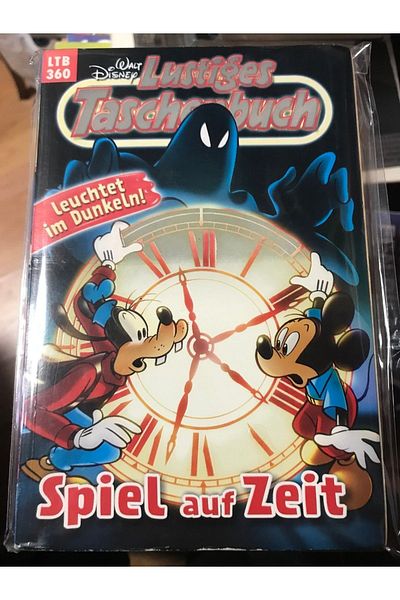 LTB
360
Walt
Disney
Lustiges
Taschenbuch
Leuchtet
im Dunkeln!
Spiel auf Zeit